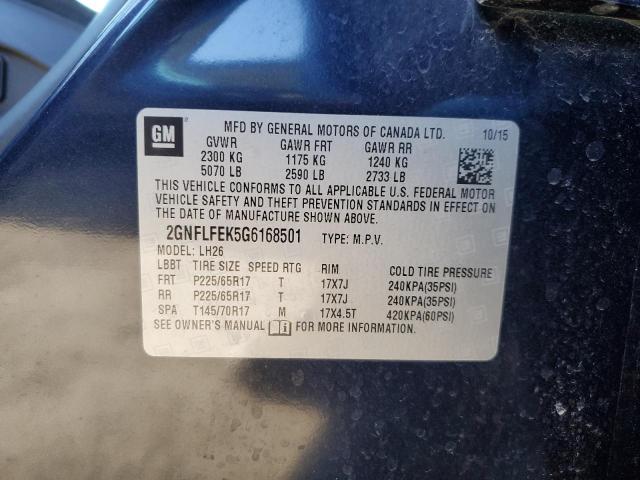 GM
MFD BY GENERAL MOTORS OF CANADA LTD. 10/15
GVWR GAWR FRT GAWR RR
2300 KG 1175 KG 1240 KG
5070 LB 2590 LB 2733 LB
THIS VEHICLE CONFORMS TO ALL APPLICABLE U.S. FEDERAL MOTOR
VEHICLE SAFETY AND THEFT PREVENTION STANDARDS IN EFFECT ON
THE DATE OF MANUFACTURE SHOWN ABOVE.
2GNFLFEK5G6168501 TYPE: M.P.V.
MODEL: LH26
LBBT TIRE SIZE SPEED RTG RIM COLD TIRE PRESSURE
FRT P225/65R17 T 17X7J 240KPA(35PSI)
RR P225/65R17 T 17X7J 240KPA(35PSI)
SPA T145/70R17 M 17X4.5T 420KPA(60PSI)
SEE OWNER'S MANUAL FOR MORE INFORMATION.